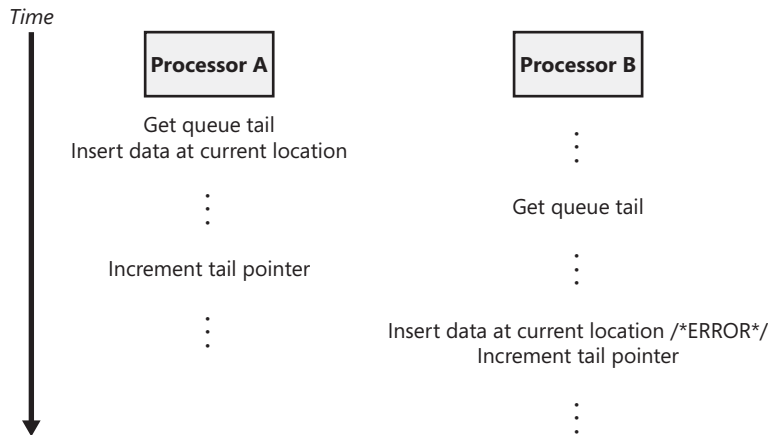 Time
Processor A
Processor B
Get queue tail
Insert data at current location
Get queue tail
Increment tail pointer
Insert data at current location /*ERROR*/
Increment tail pointer